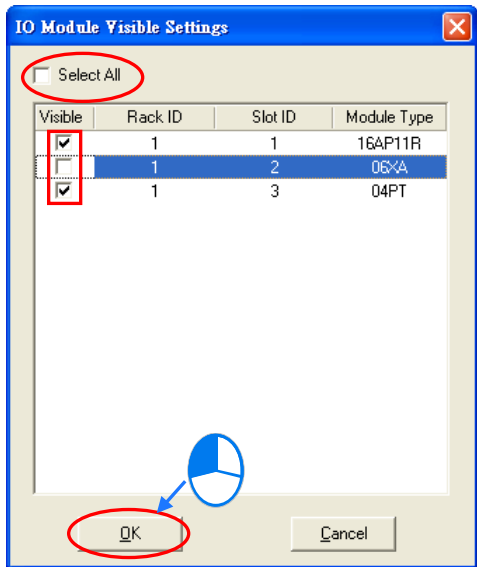 IO Module Visible Settings
Select All
Visible Rack ID Slot ID Module Type
1 1 16AP11R
1 2 06XA
1 3 04PT
OK Cancel